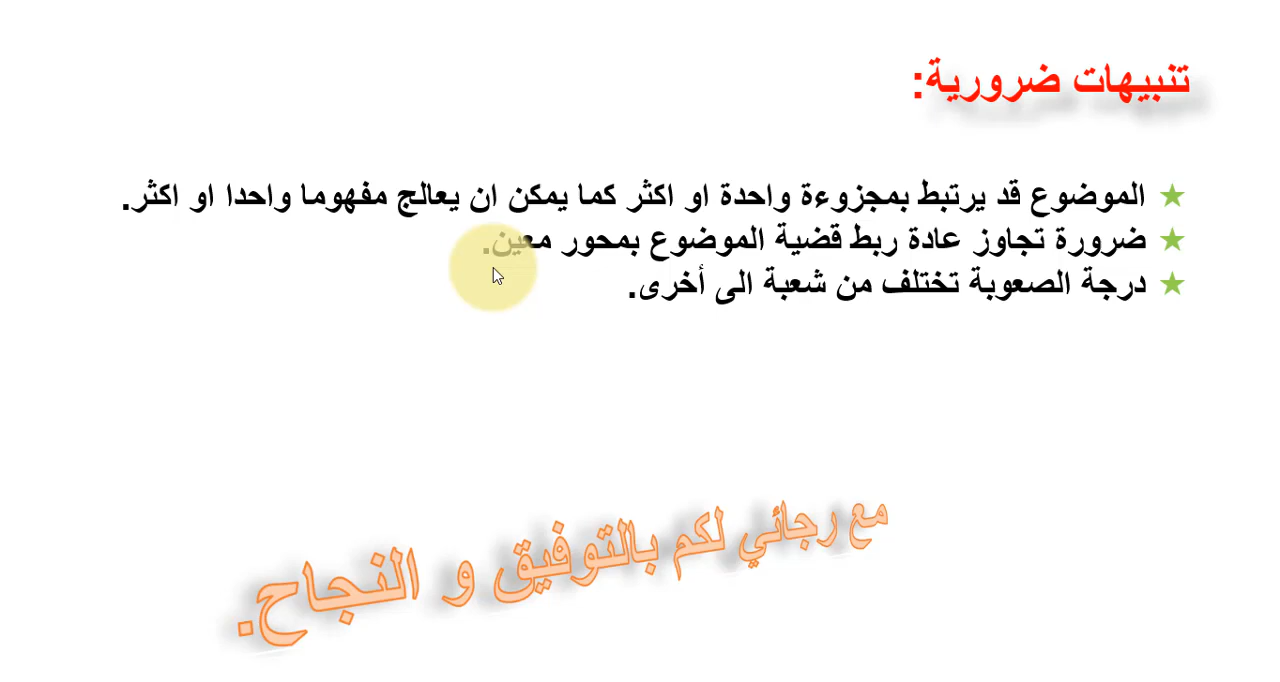 تنبيهات ضرورية:
الموضوع قد يرتبط بمجزوءة واحدة او اكثر كما يمكن ان يعالج مفهوما واحدا او اكثر.
ضرورة تجاوز عادة ربط قضية الموضوع بمحور معين.
درجة الصعوبة تختلف من شعبة الى أخرى.
مع رجائي لكم بالتوفيق و النجاح.